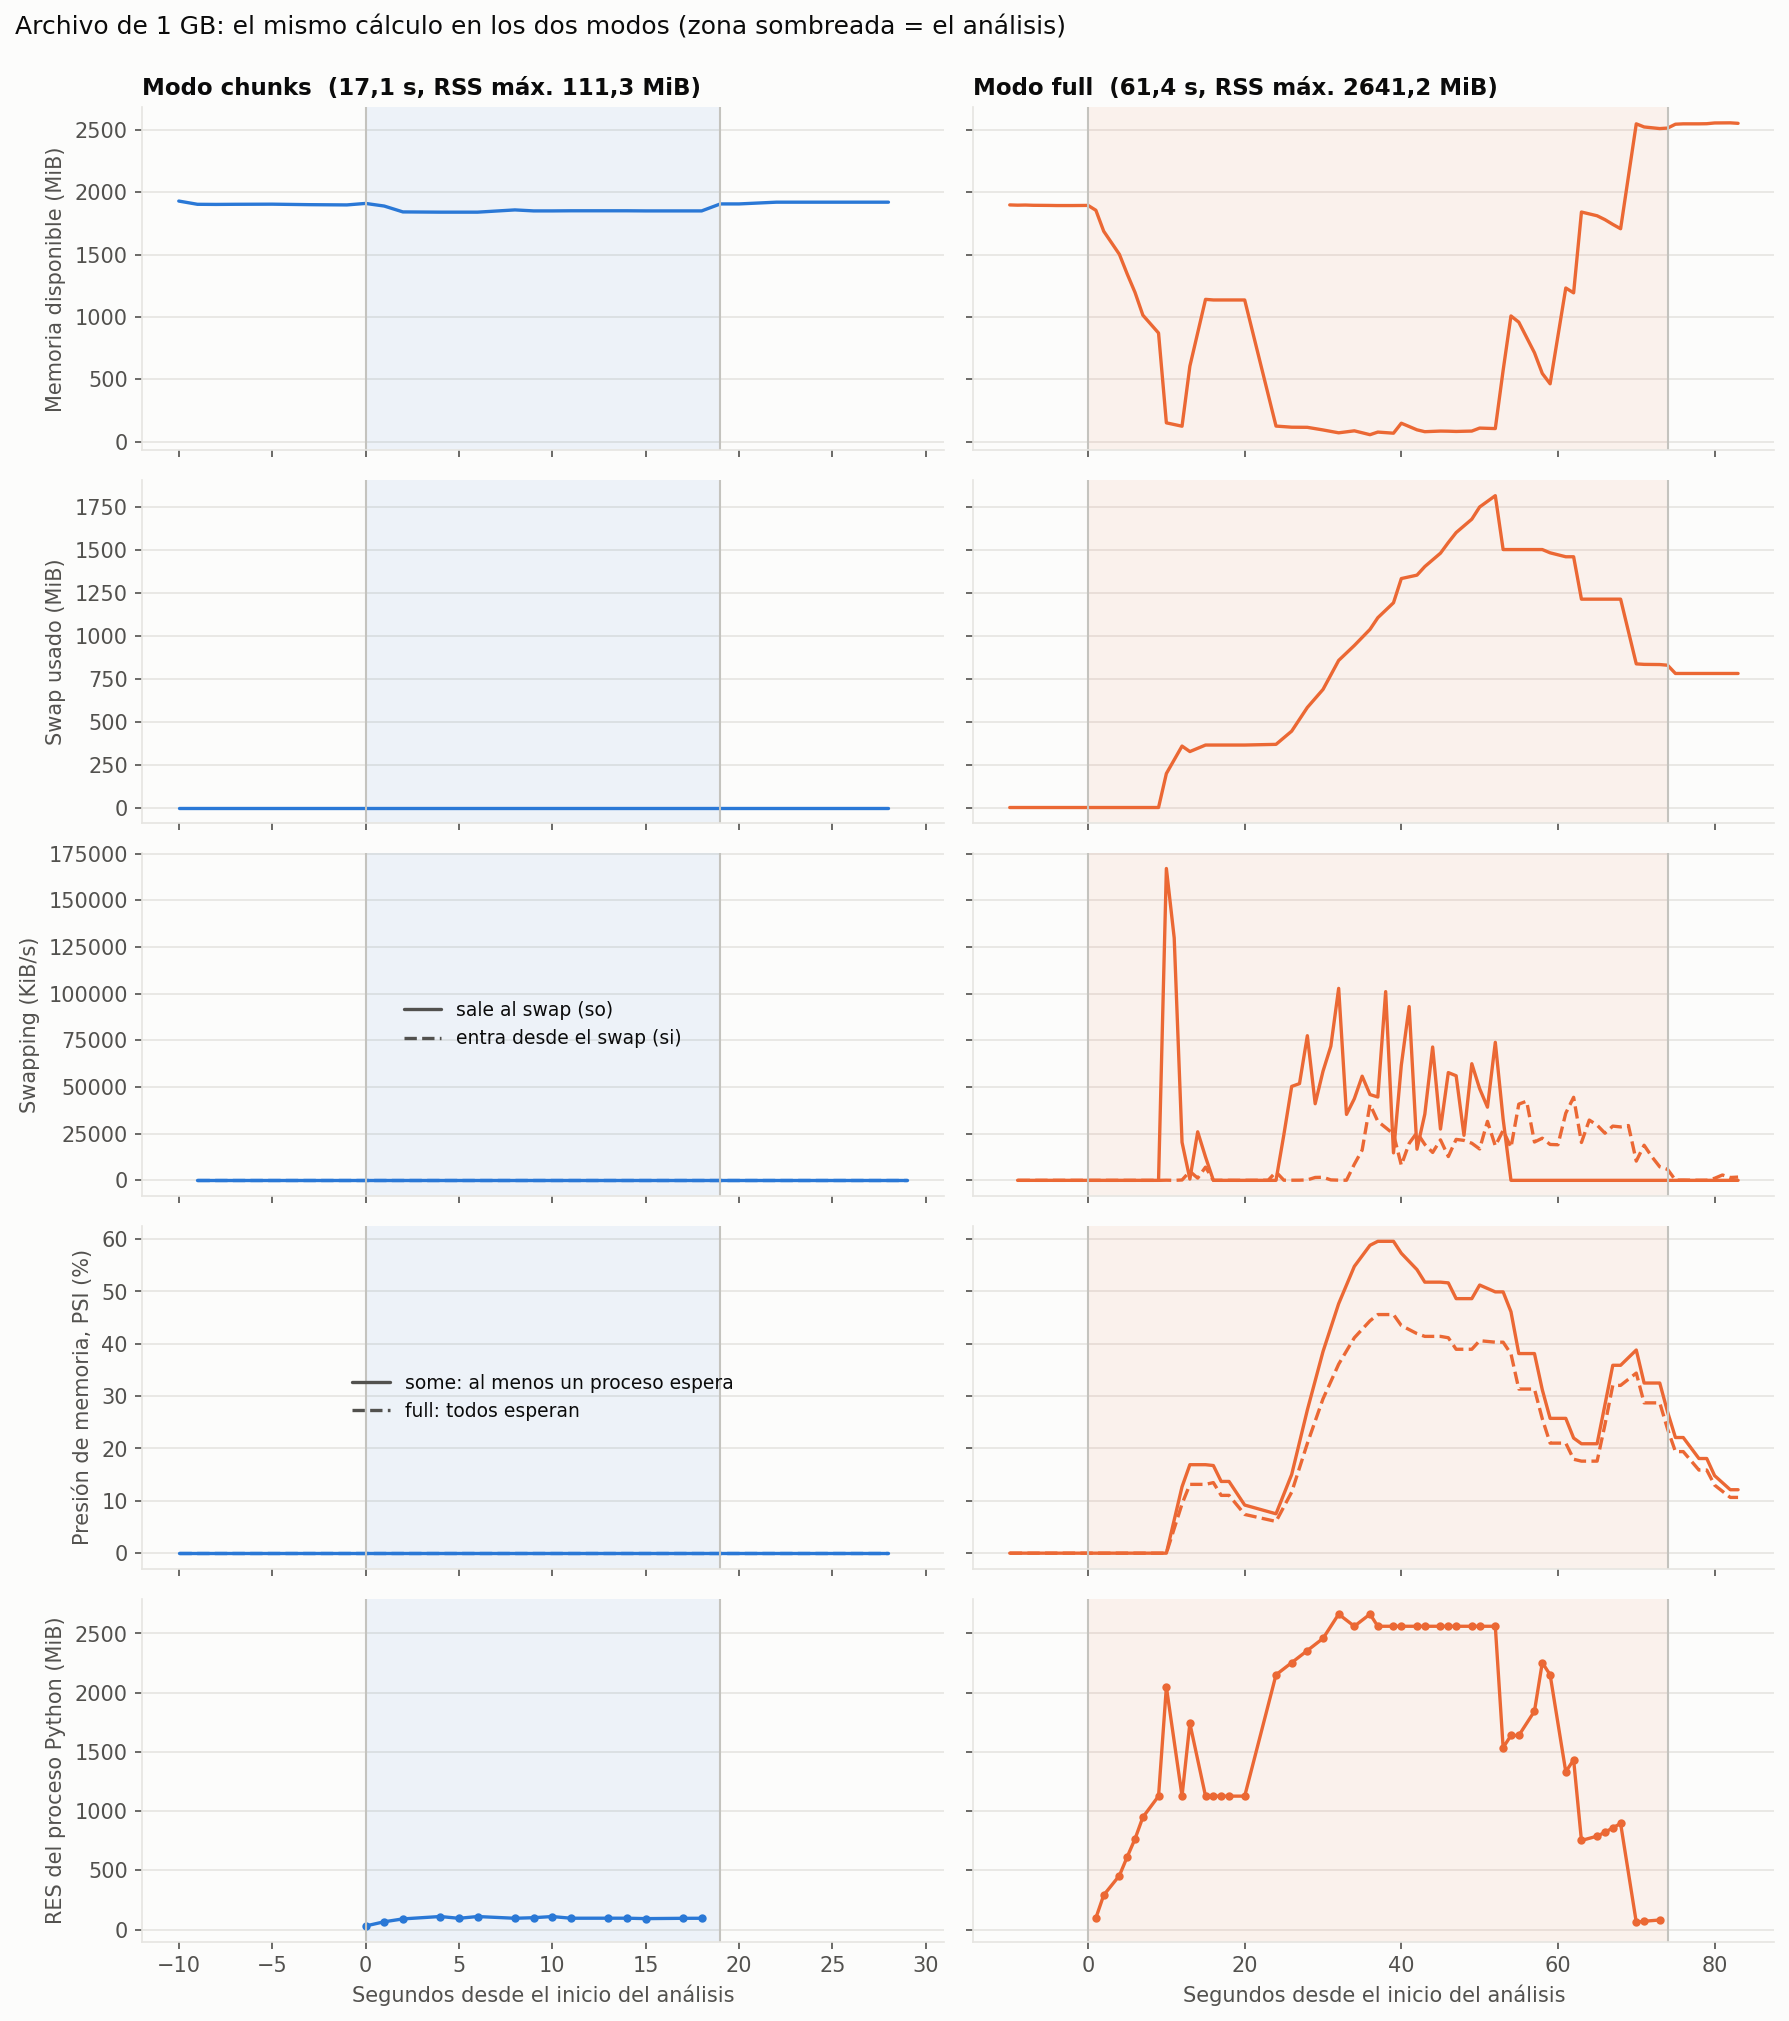 Archivo de 1 GB: el mismo cálculo en los dos modos (zona sombreada = el análisis)
Modo chunks  (17,1 s, RSS máx. 111,3 MiB)
Modo full  (61,4 s, RSS máx. 2641,2 MiB)
Memoria disponible (MiB)
2500
2000
1500
1000
500
0
Swap usado (MiB)
1750
1500
1250
1000
750
500
250
0
Swapping (KiB/s)
175000
150000
125000
100000
75000
50000
25000
0
sale al swap (so)
entra desde el swap (si)
Presión de memoria, PSI (%)
60
50
40
30
20
10
0
some: al menos un proceso espera
full: todos esperan
RES del proceso Python (MiB)
2500
2000
1500
1000
500
0
−10 −5 0 5 10 15 20 25 30
0 20 40 60 80
Segundos desde el inicio del análisis
Segundos desde el inicio del análisis